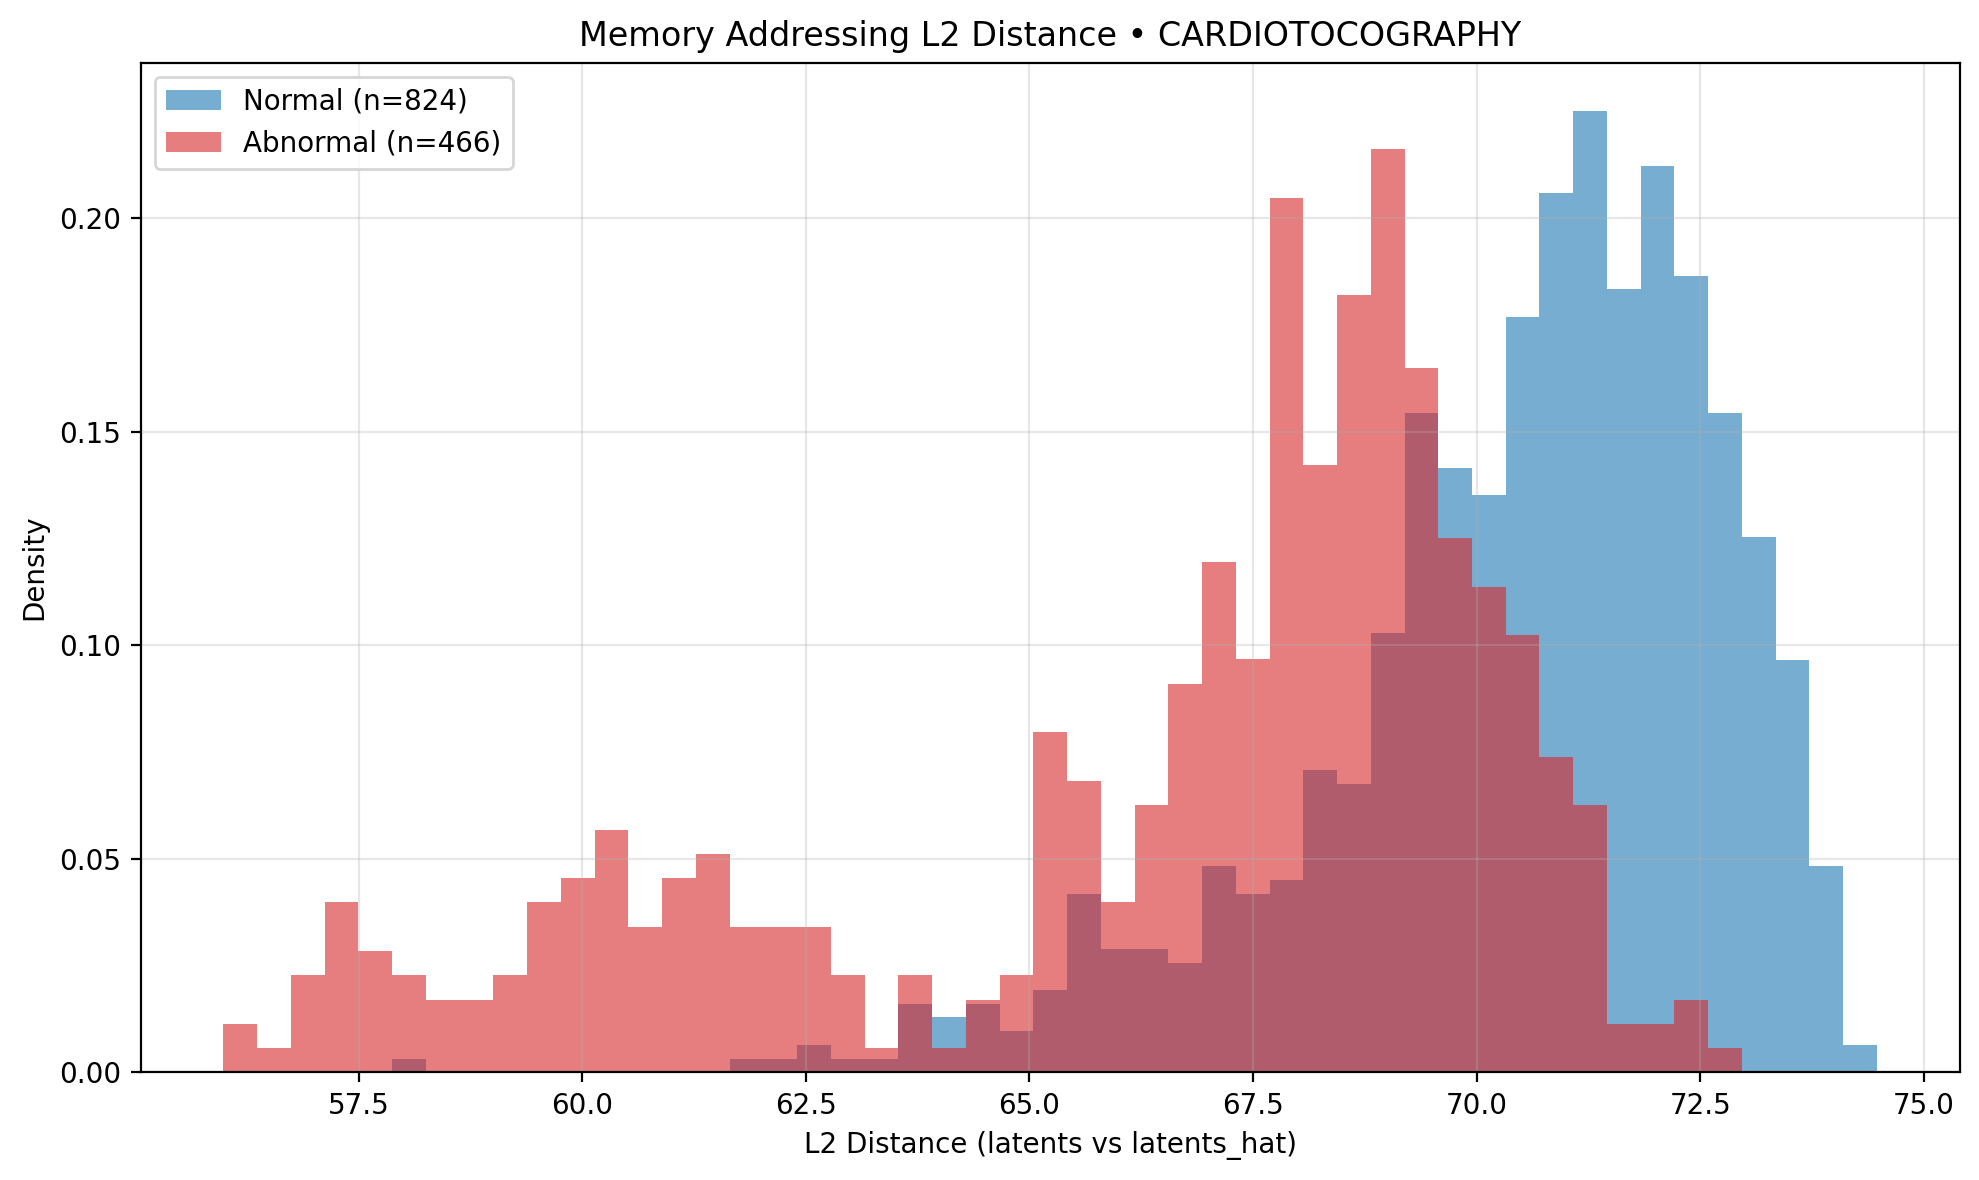 Memory Addressing L2 Distance • CARDIOTOCOGRAPHY
Normal (n=824)
Abnormal (n=466)
0.20
0.15
0.10
0.05
0.00
Density
57.5 60.0 62.5 65.0 67.5 70.0 72.5 75.0
L2 Distance (latents vs latents_hat)